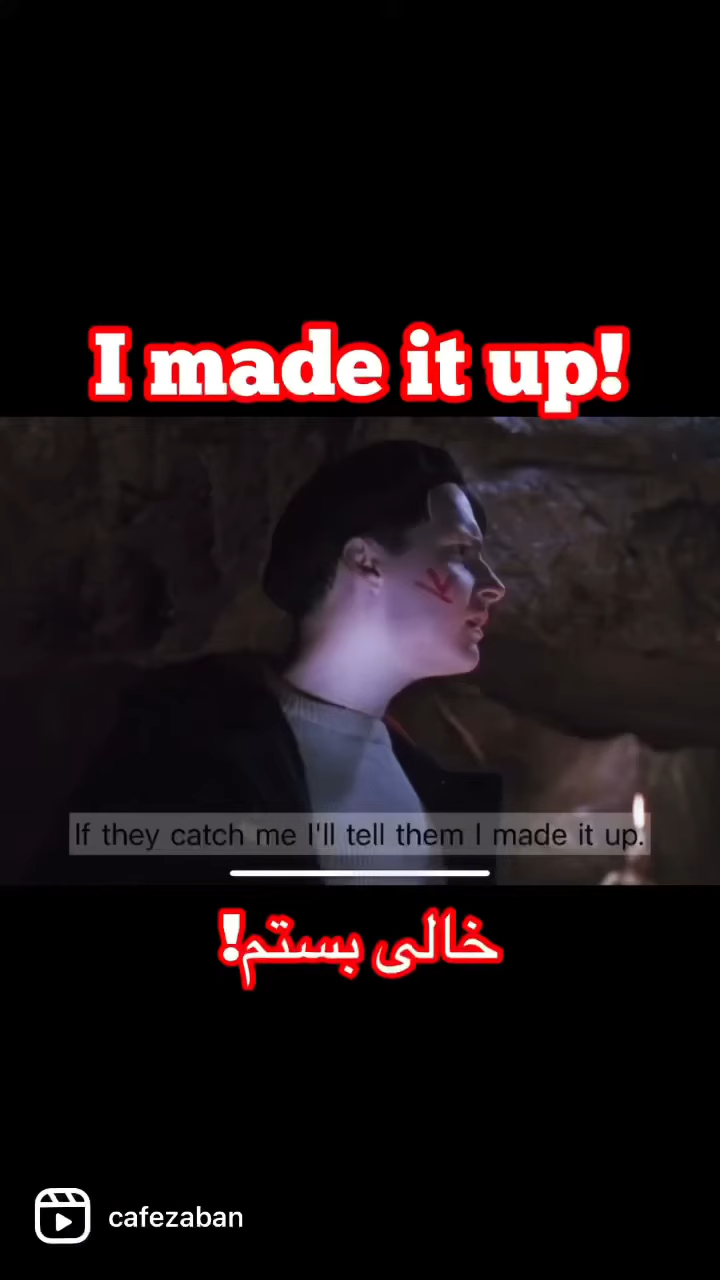 I made it up!
If they catch me I'll tell them I made it up.
خالی بستم!
cafezaban